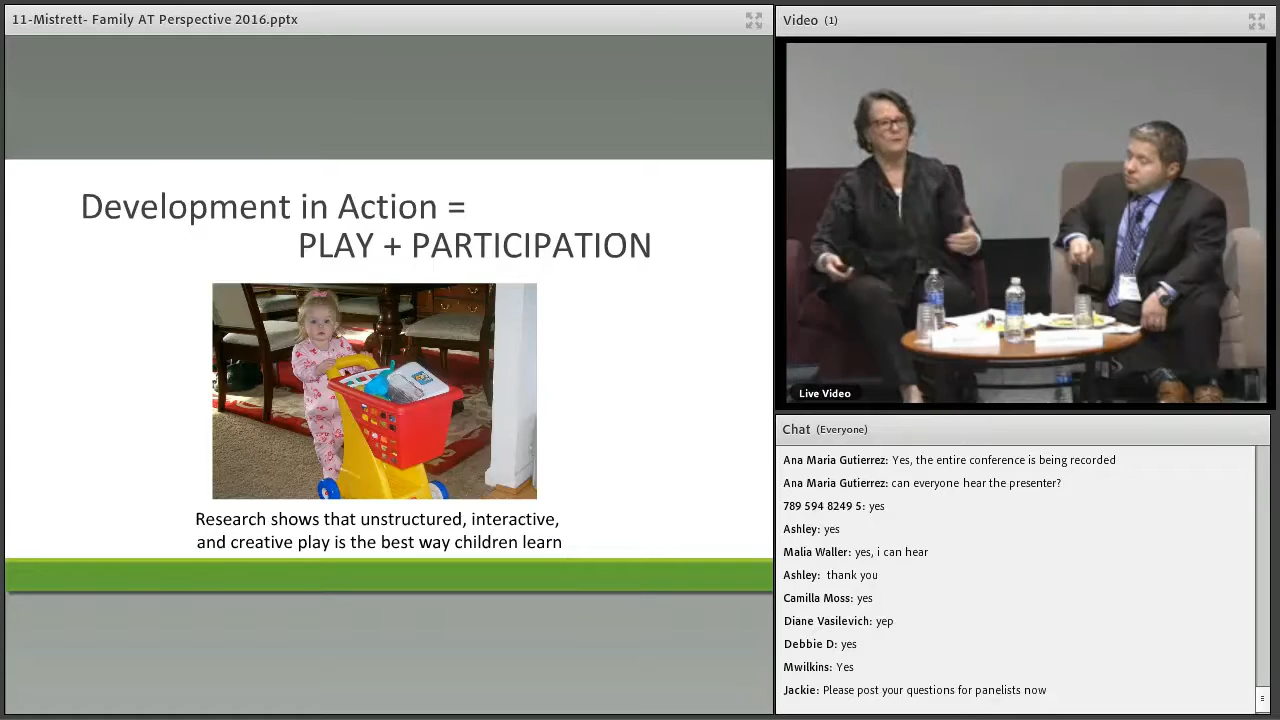 11-Mistrett- Family AT Perspective 2016.pptx
Development in Action =
PLAY + PARTICIPATION
Research shows that unstructured, interactive,
and creative play is the best way children learn
Video (1)
Live Video
Chat (Everyone)
Ana Maria Gutierrez: Yes, the entire conference is being recorded
Ana Maria Gutierrez: can everyone hear the presenter?
789 594 8249 5: yes
Ashley: yes
Malia Waller: yes, i can hear
Ashley: thank you
Camilla Moss: yes
Diane Vasilevich: yep
Debbie D: yes
Mwilkins: Yes
Jackie: Please post your questions for panelists now